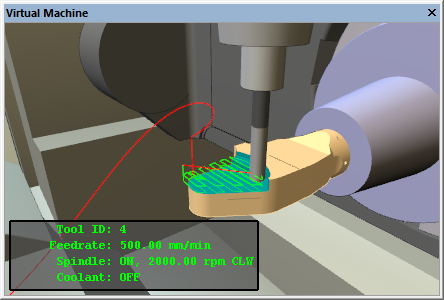 Virtual Machine
Tool ID: 4
Feedrate: 500.00 mm/min
Spindle: ON, 2000.00 rpm CLW
Coolant: OFF